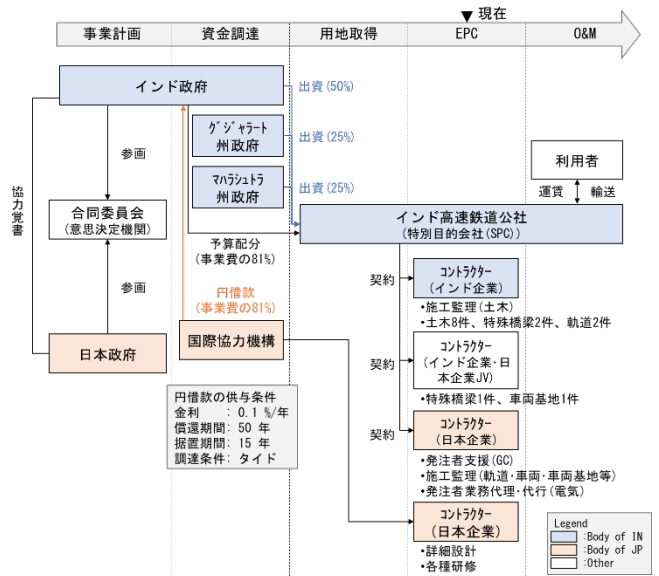 ▼現在
事業計画
資金調達
用地取得
EPC
O&M
インド政府
出資(50%)
ｸﾞｼﾞｬﾗｰﾄ
州政府
出資(25%)
参画
利用者
ﾏﾊﾗｼｭﾄﾗ
州政府
出資(25%)
協力覚書
運賃
輸送
合同委員会
(意思決定機関)
インド高速鉄道公社
(特別目的会社(SPC))
予算配分
(事業費の81%)
契約
ｺﾝﾄﾗｸﾀｰ
(インド企業)
参画
円借款
(事業費の81%)
•施工監理(土木)
•土木8件、特殊橋梁2件、軌道2件
日本政府
国際協力機構
契約
ｺﾝﾄﾗｸﾀｰ
(インド企業･日
本企業JV)
•特殊橋梁1件、車両基地1件
円借款の供与条件
金利　　: 0.1 %/年
償還期間: 50 年
据置期間: 15 年
調達条件: タイド
契約
ｺﾝﾄﾗｸﾀｰ
(日本企業)
•発注者支援(GC)
•施工監理(軌道･車両･車両基地等)
•発注者業務代理･代行(電気)
ｺﾝﾄﾗｸﾀｰ
(日本企業)
•詳細設計
•各種研修
Legend
:Body of IN
:Body of JP
:Other